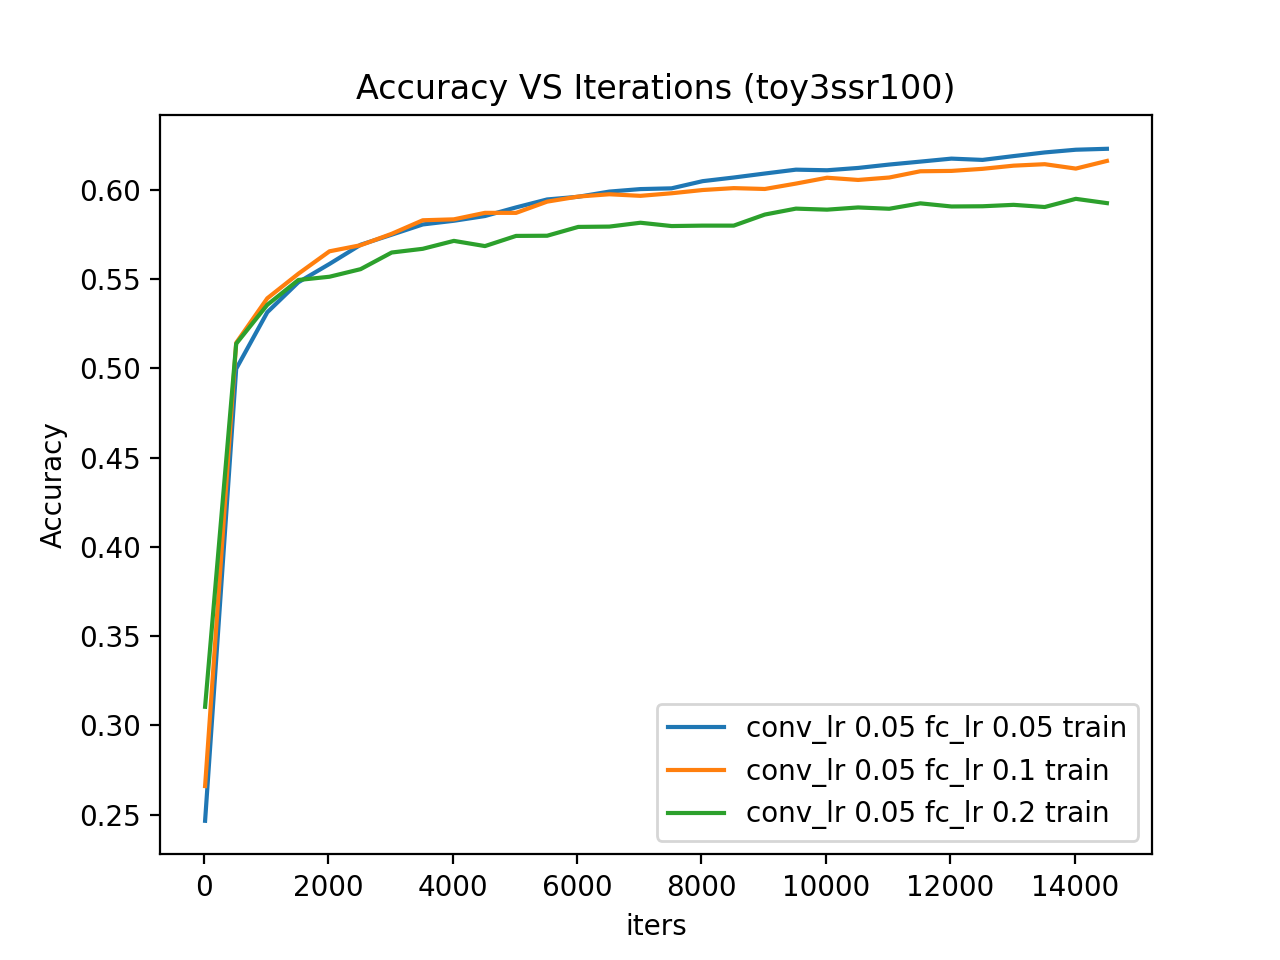 Accuracy VS Iterations (toy3ssr100)
Accuracy
0.60
0.55
0.50
0.45
0.40
0.35
0.30
0.25
conv_lr 0.05 fc_lr 0.05 train
conv_lr 0.05 fc_lr 0.1 train
conv_lr 0.05 fc_lr 0.2 train
0 2000 4000 6000 8000 10000 12000 14000
iters